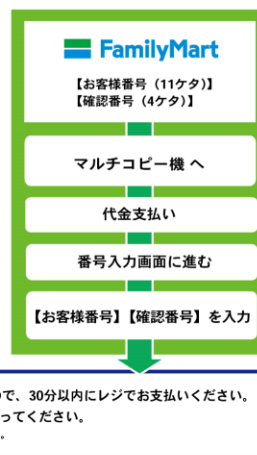 FamilyMart
【お客様番号（11ケタ）】
【確認番号（4ケタ）】
マルチコピー機 へ
代金支払い
番号入力画面に進む
【お客様番号】【確認番号】を入力
で、30分以内にレジでお支払いください。
ってください。
。